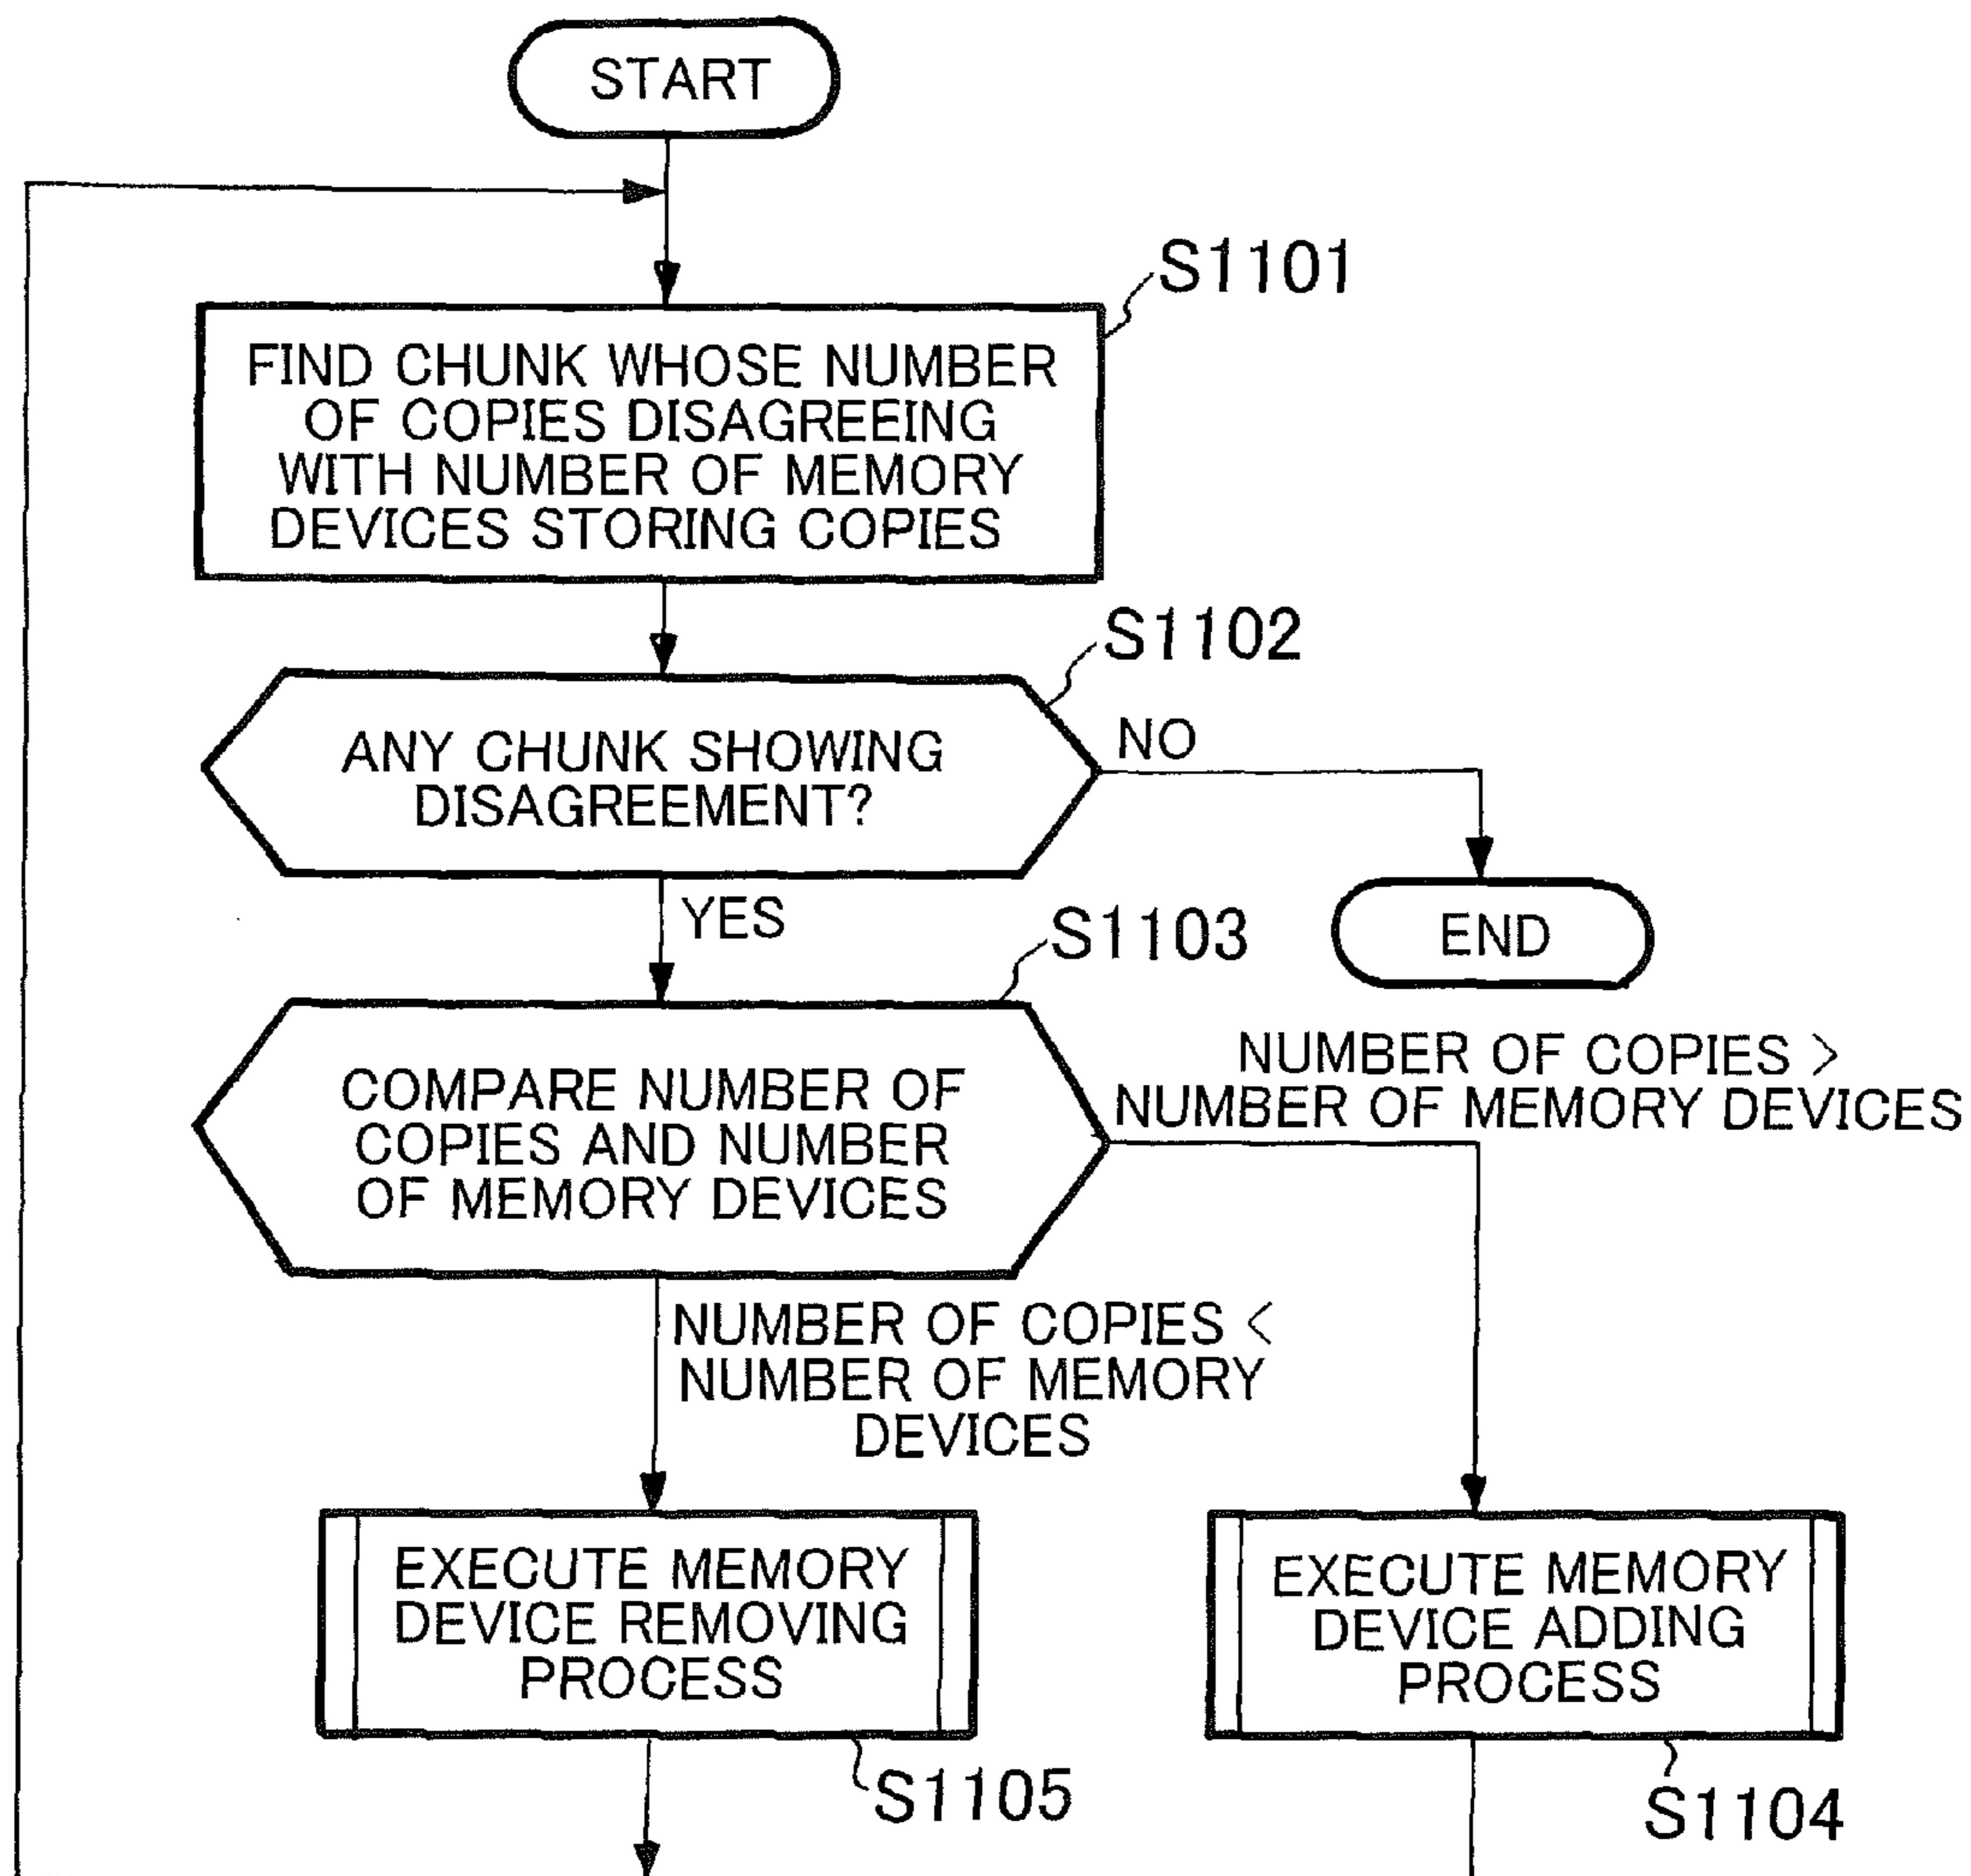 START
S1101
FIND CHUNK WHOSE NUMBER
OF COPIES DISAGREEING
WITH NUMBER OF MEMORY
DEVICES STORING COPIES
S1102
ANY CHUNK SHOWING
DISAGREEMENT?
NO
YES
END
S1103
COMPARE NUMBER OF
COPIES AND NUMBER
OF MEMORY DEVICES
NUMBER OF COPIES >
NUMBER OF MEMORY DEVICES
NUMBER OF COPIES <
NUMBER OF MEMORY
DEVICES
EXECUTE MEMORY
DEVICE REMOVING
PROCESS
S1105
EXECUTE MEMORY
DEVICE ADDING
PROCESS
S1104